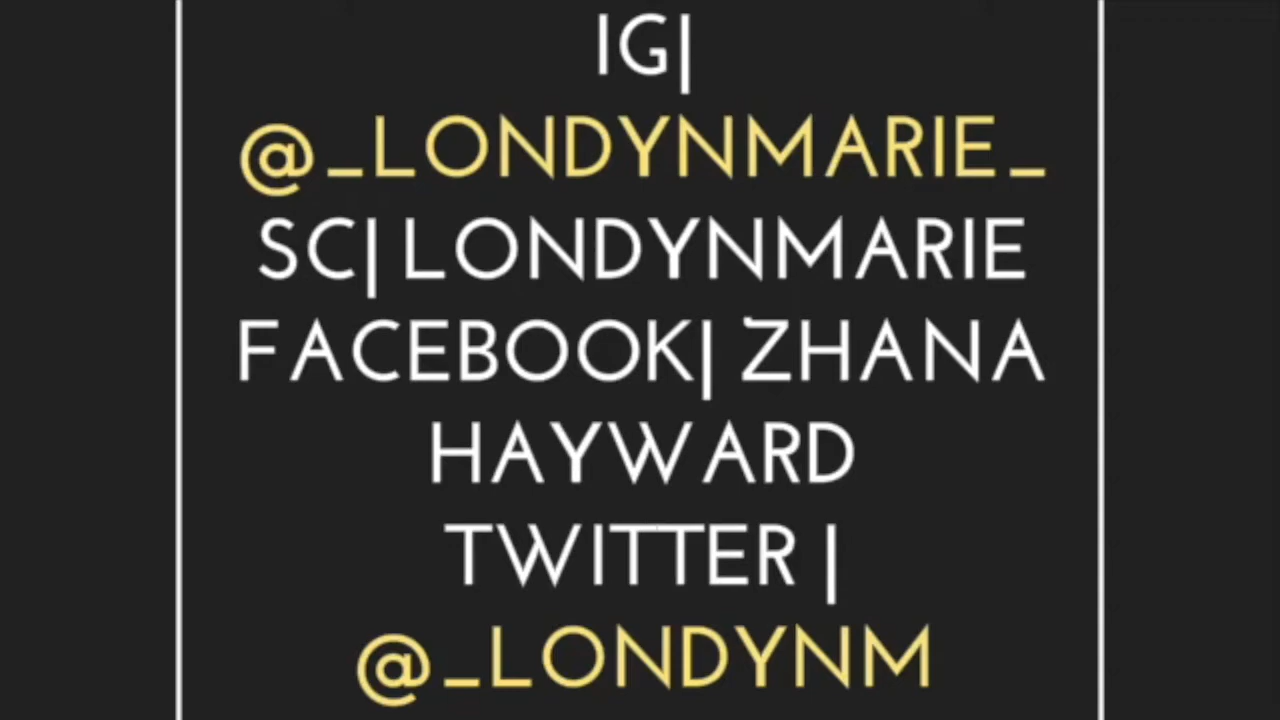 IG|
@_LONDYNMARIE_
SC| LONDYNMARIE
FACEBOOK| ZHANA
HAYWARD
TWITTER |
@_LONDYNM